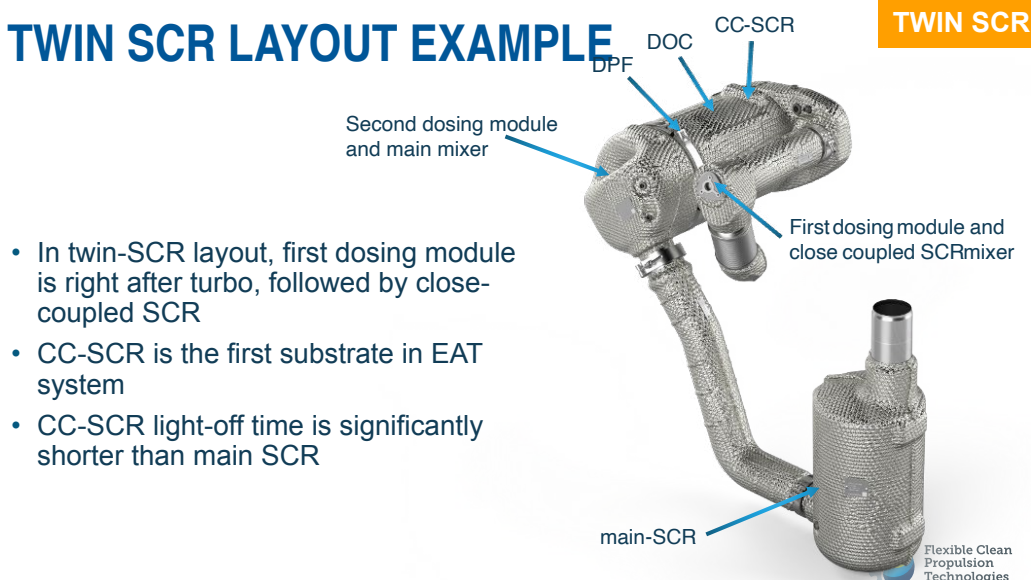 TWIN SCR LAYOUT EXAMPLE
TWIN SCR
CC-SCR
DOC
DPF
Second dosing module
and main mixer
First dosing module and
close coupled SCRmixer
• In twin-SCR layout, first dosing module
is right after turbo, followed by close-
coupled SCR
• CC-SCR is the first substrate in EAT
system
• CC-SCR light-off time is significantly
shorter than main SCR
main-SCR
Flexible Clean
Propulsion
Technologies